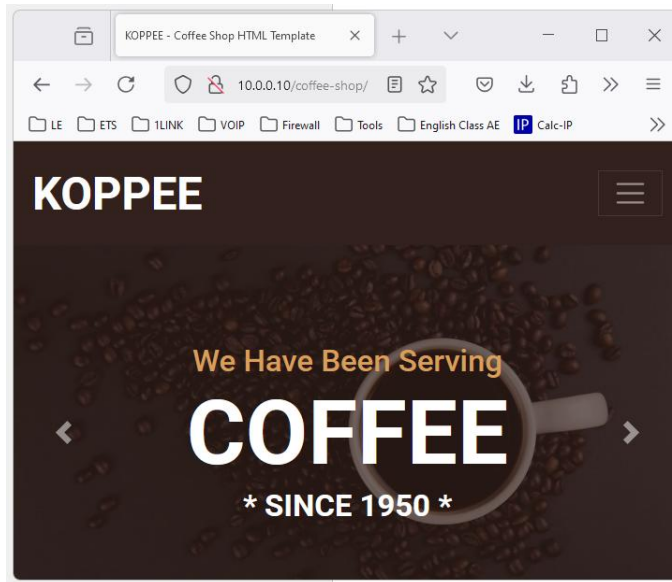 KOPPEE - Coffee Shop HTML Template
10.0.0.10/coffee-shop/
LE ETS 1LINK VOIP Firewall Tools English Class AE IP Calc-IP
KOPPEE
We Have Been Serving
COFFEE
* SINCE 1950 *